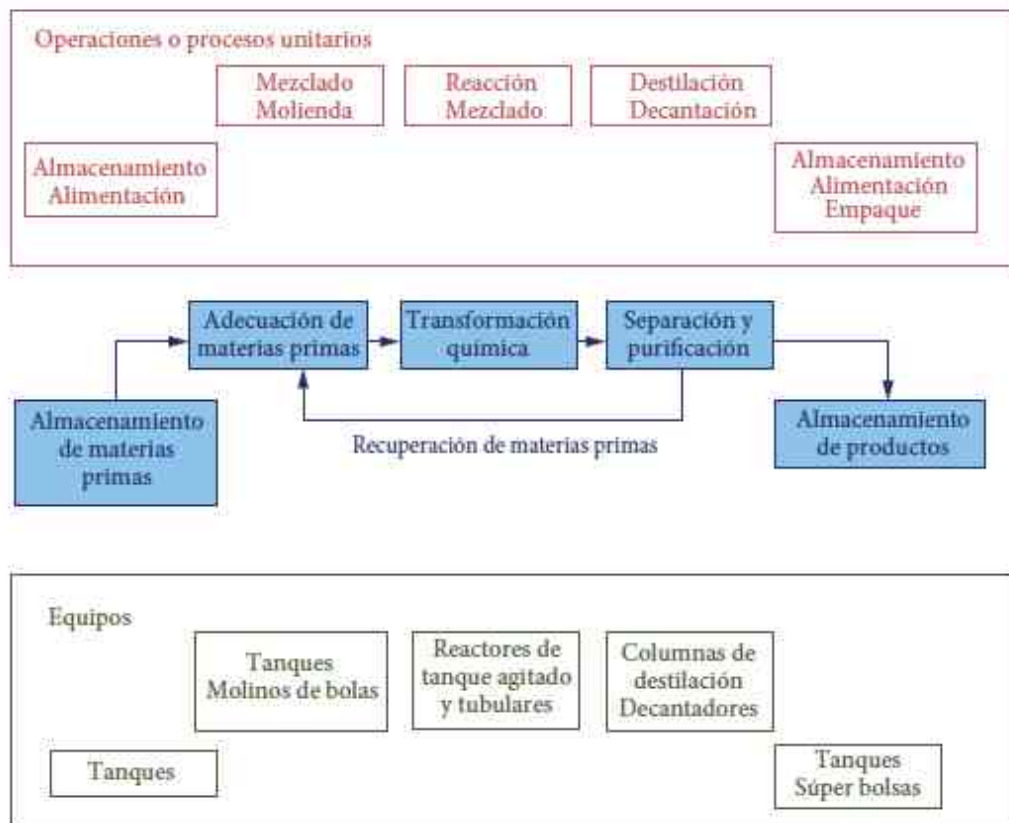 Operaciones o procesos unitarios
Mezclado
Molienda
Reacción
Mezclado
Destilación
Decantación
Almacenamiento
Alimentación
Almacenamiento
Alimentación
Empaque
Adecuación de
materias primas
Transformación
química
Separación y
purificación
Almacenamiento
de materias
primas
Recuperación de materias primas
Almacenamiento
de productos
Equipos
Tanques
Molinos de bolas
Reactores de
tanque agitado
y tubulares
Columnas de
destilación
Decantadores
Tanques
Tanques
Súper bolsas